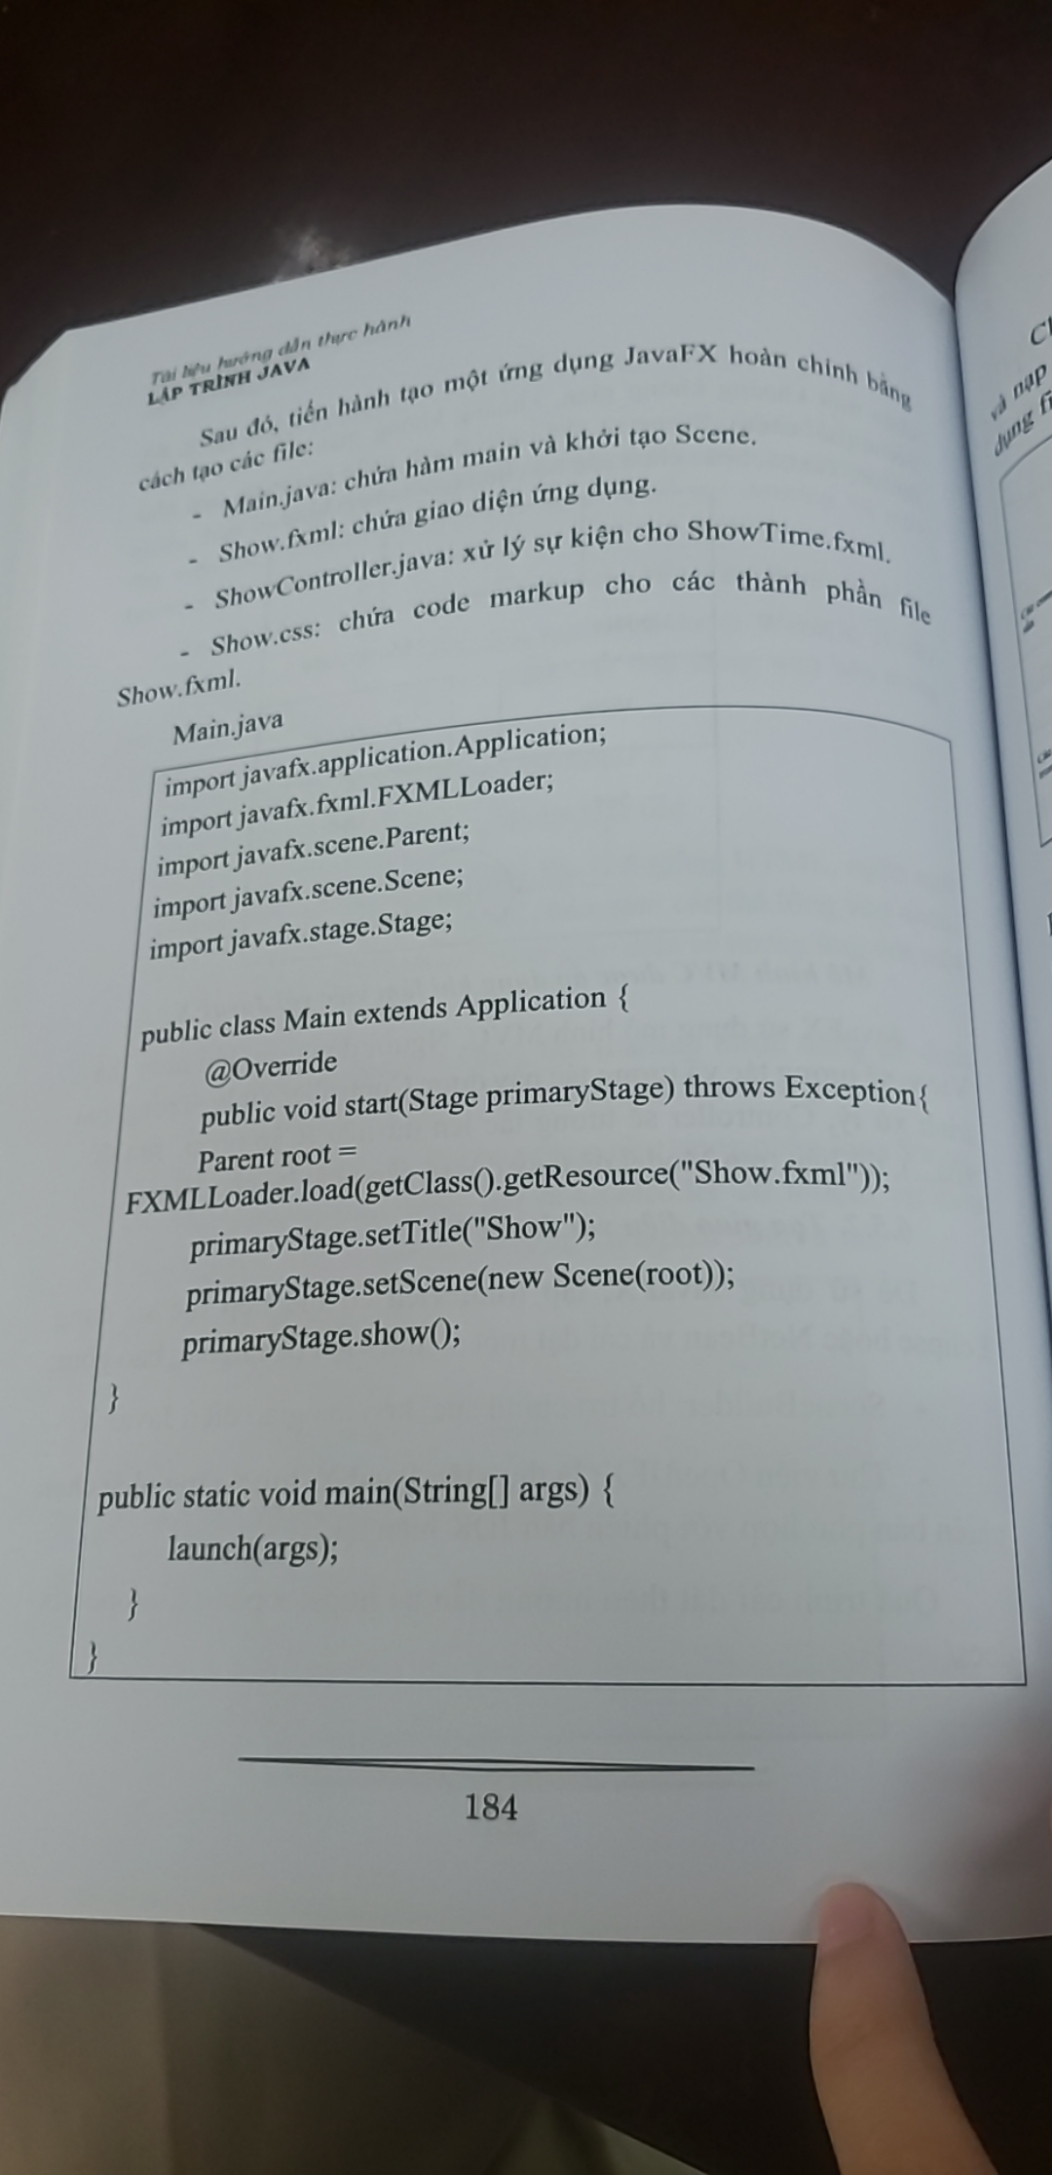 Tài liệu hướng dẫn thực hành
LẬP TRÌNH JAVA
Sau đó, tiến hành tạo một ứng dụng JavaFX hoàn chỉnh bằng
cách tạo các file:
- Main.java: chứa hàm main và khởi tạo Scene.
- Show.fxml: chứa giao diện ứng dụng.
- ShowController.java: xử lý sự kiện cho ShowTime.fxml.
- Show.css: chứa code markup cho các thành phần file
Show.fxml.
Main.java
import javafx.application.Application;
import javafx.fxml.FXMLLoader;
import javafx.scene.Parent;
import javafx.scene.Scene;
import javafx.stage.Stage;
public class Main extends Application {
@Override
public void start(Stage primaryStage) throws Exception{
Parent root =
FXMLLoader.load(getClass().getResource("Show.fxml"));
primaryStage.setTitle("Show");
primaryStage.setScene(new Scene(root));
primaryStage.show();
}
public static void main(String[] args) {
launch(args);
}
}
184
và nạp
dụng